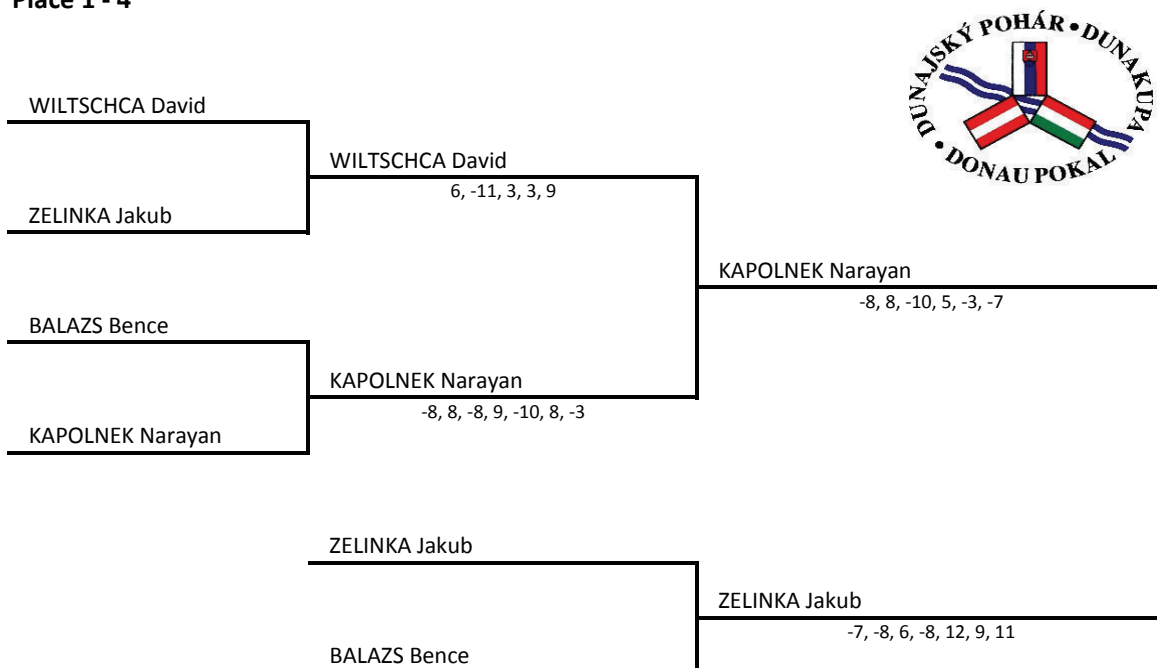 Place 1 - 4
DUNAJSKÝ POHÁR • DUNA KUPA • DONAU POKAL •
WILTSCHCA David
WILTSCHCA David
6, -11, 3, 3, 9
ZELINKA Jakub
KAPOLNEK Narayan
-8, 8, -10, 5, -3, -7
BALAZS Bence
KAPOLNEK Narayan
-8, 8, -8, 9, -10, 8, -3
KAPOLNEK Narayan
ZELINKA Jakub
ZELINKA Jakub
-7, -8, 6, -8, 12, 9, 11
BALAZS Bence